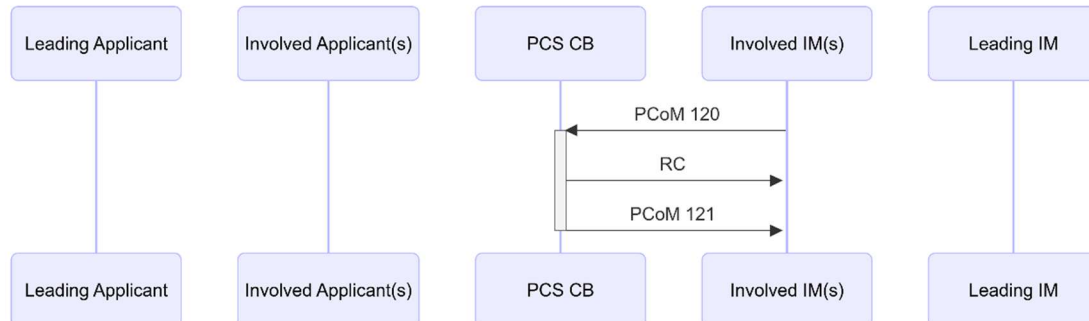 Leading Applicant
Involved Applicant(s)
PCS CB
Involved IM(s)
Leading IM
PCoM 120
RC
PCoM 121
Leading Applicant
Involved Applicant(s)
PCS CB
Involved IM(s)
Leading IM